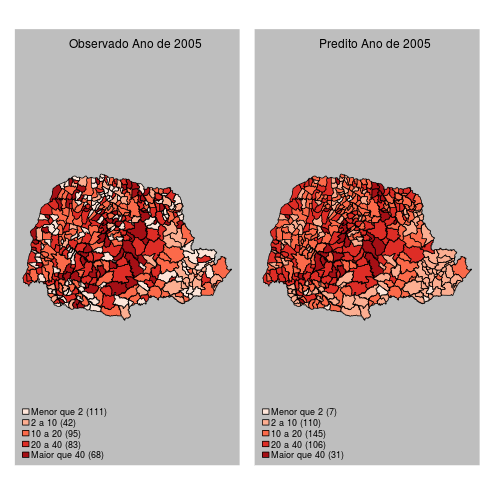 Observado Ano de 2005
Menor que 2 (111)
2 a 10 (42)
10 a 20 (95)
20 a 40 (83)
Maior que 40 (68)
Predito Ano de 2005
Menor que 2 (7)
2 a 10 (110)
10 a 20 (145)
20 a 40 (106)
Maior que 40 (31)